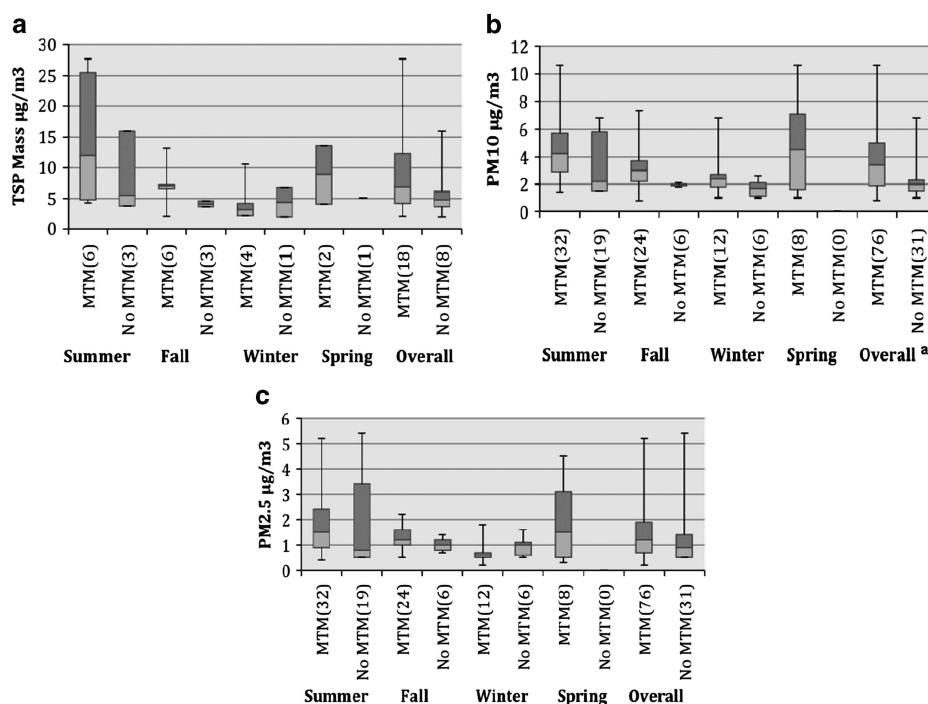 a
TSP Mass µg/m3
30
25
20
15
10
5
0
MTM(6)
No MTM(3)
MTM(6)
No MTM(3)
MTM(4)
No MTM(1)
MTM(2)
No MTM(1)
MTM(18)
No MTM(8)
Summer Fall Winter Spring Overall
b
PM10 µg/m3
12
10
8
6
4
2
0
MTM(32)
No MTM(19)
MTM(24)
No MTM(6)
MTM(12)
No MTM(6)
MTM(8)
No MTM(0)
MTM(76)
No MTM(31)
Summer Fall Winter Spring Overall a
c
PM2.5 µg/m3
6
5
4
3
2
1
0
MTM(32)
No MTM(19)
MTM(24)
No MTM(6)
MTM(12)
No MTM(6)
MTM(8)
No MTM(0)
MTM(76)
No MTM(31)
Summer Fall Winter Spring Overall